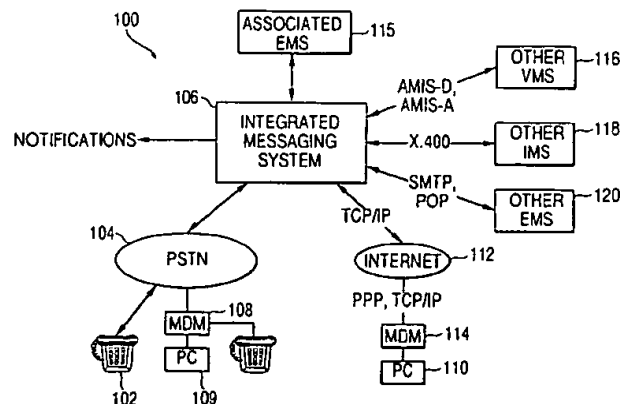 100
ASSOCIATED
EMS
115
106
INTEGRATED
MESSAGING
SYSTEM
NOTIFICATIONS
AMIS-D,
AMIS-A
OTHER
VMS
116
X.400
OTHER
IMS
118
SMTP,
POP
OTHER
EMS
120
TCP/IP
104
PSTN
INTERNET
112
108
MDM
PC
109
102
PPP, TCP/IP
MDM
114
PC
110